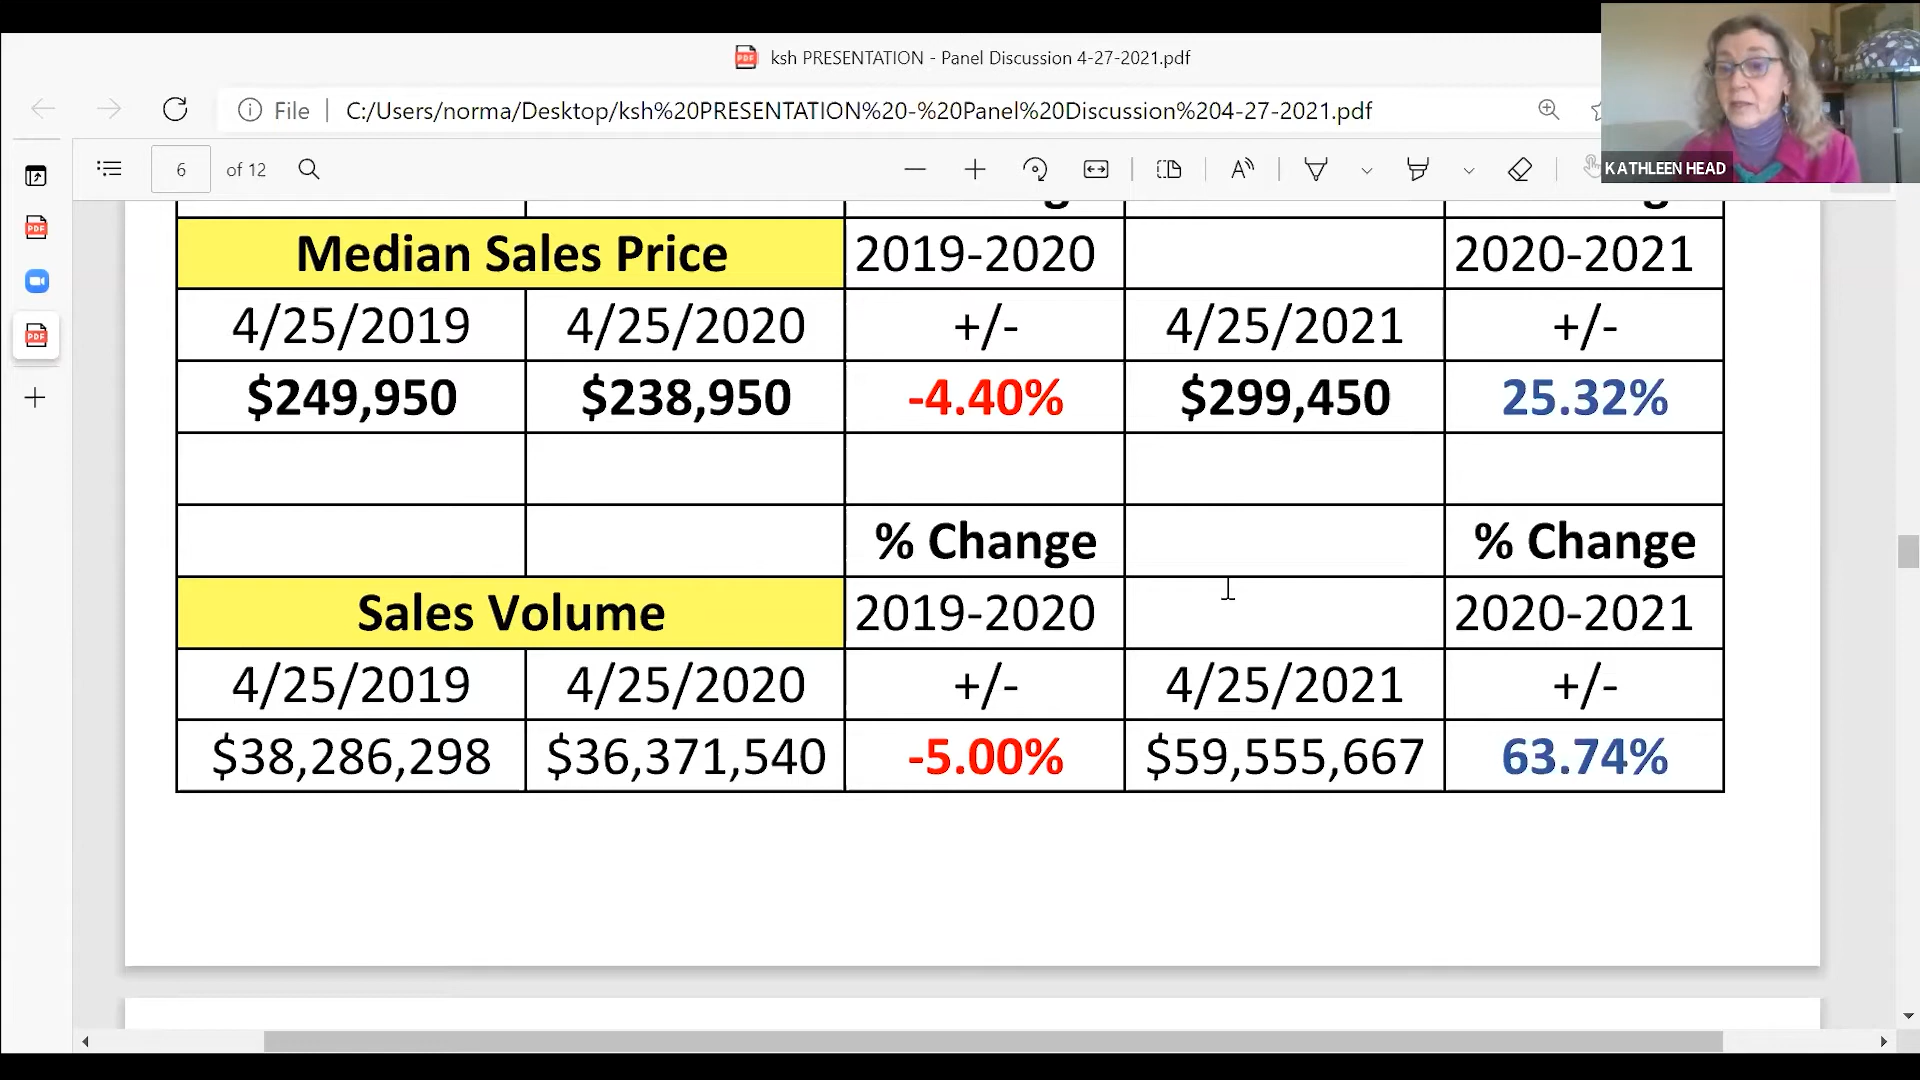 ksh PRESENTATION - Panel Discussion 4-27-2021.pdf
File | C:/Users/norma/Desktop/ksh%20PRESENTATION%20-%20Panel%20Discussion%204-27-2021.pdf
6 of 12
KATHLEEN HEAD
Median Sales Price 2019-2020 2020-2021
4/25/2019 4/25/2020 +/- 4/25/2021 +/-
$249,950 $238,950 -4.40% $299,450 25.32%
% Change % Change
Sales Volume 2019-2020 2020-2021
4/25/2019 4/25/2020 +/- 4/25/2021 +/-
$38,286,298 $36,371,540 -5.00% $59,555,667 63.74%